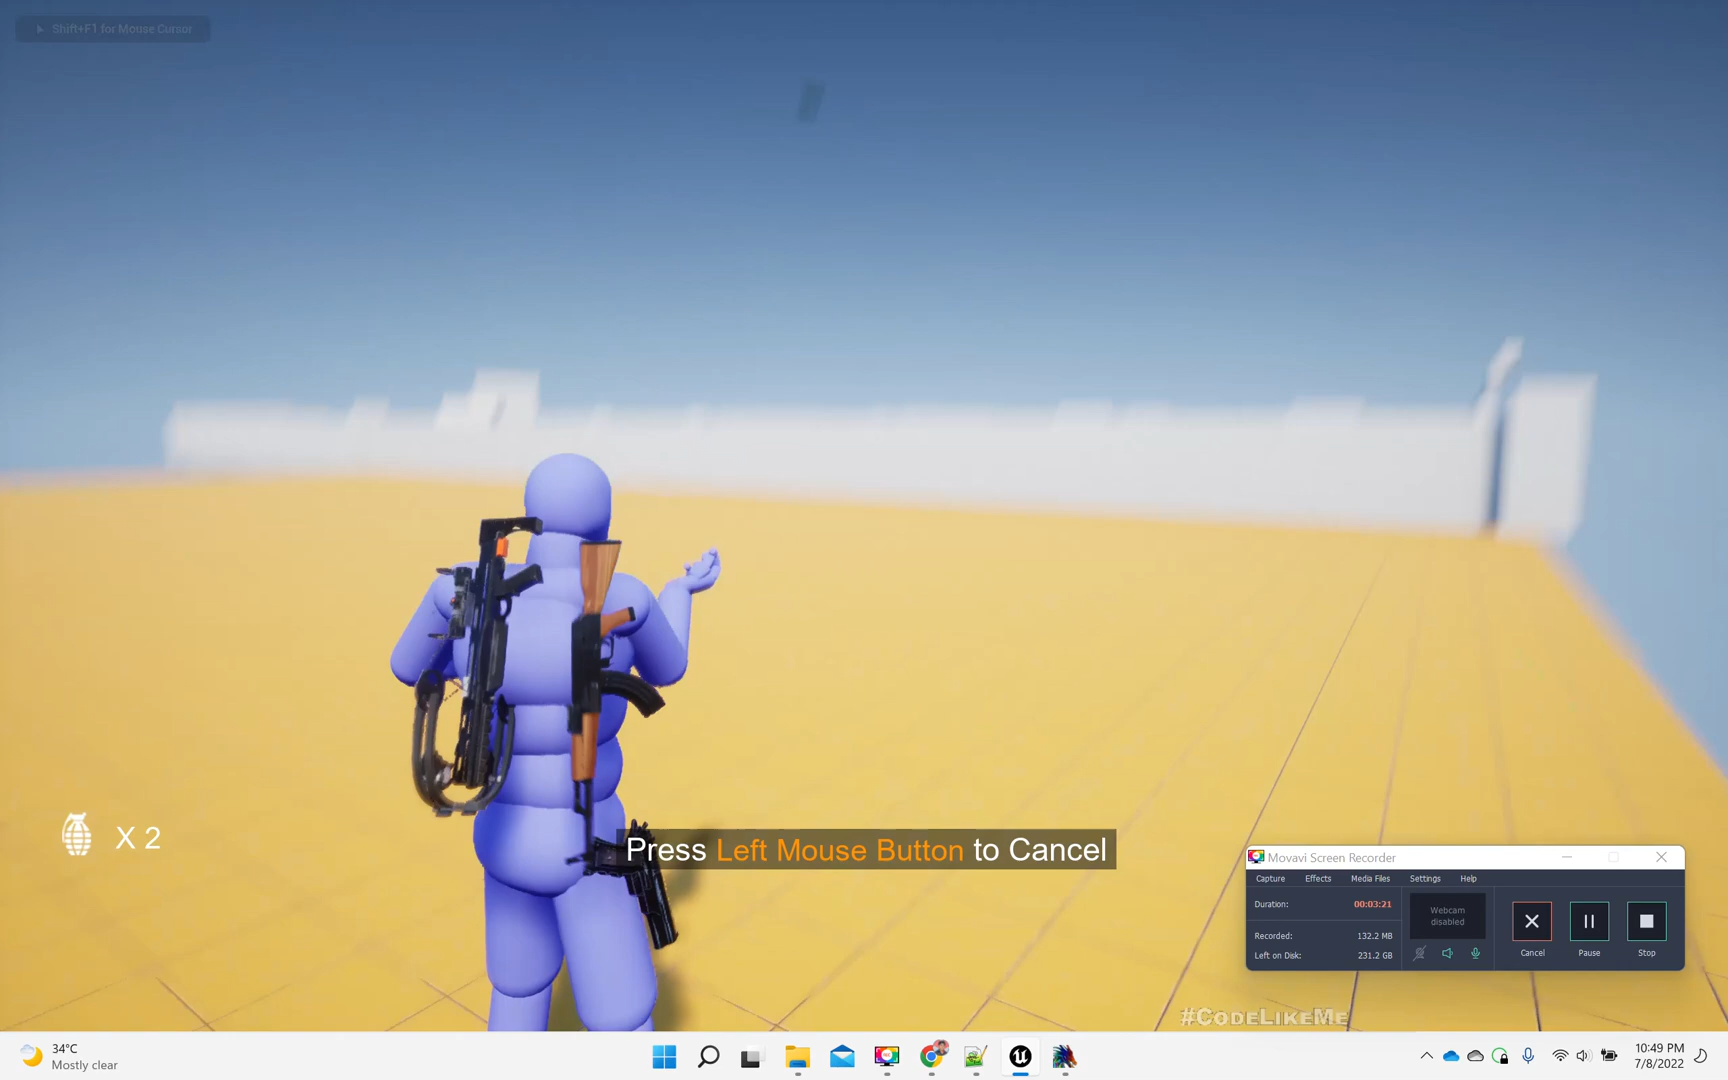 Shift+F1 for Mouse Cursor
X 2
Press Left Mouse Button to Cancel
Movavi Screen Recorder
Capture Effects Media Files Settings Help
Duration: 00:03:21
Webcam disabled
Recorded: 132.2 MB
Left on Disk: 231.2 GB
Cancel Pause Stop
#CodeLikeMe
34°C
Mostly clear
10:49 PM
7/8/2022